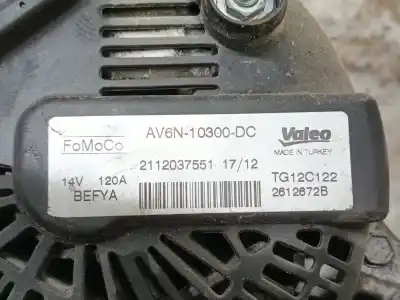 FoMoCo
AV6N-10300-DC
Valeo
MADE IN TURKEY
2112037551 17/12
14V 120A
BEFYA
TG12C122
2612672B